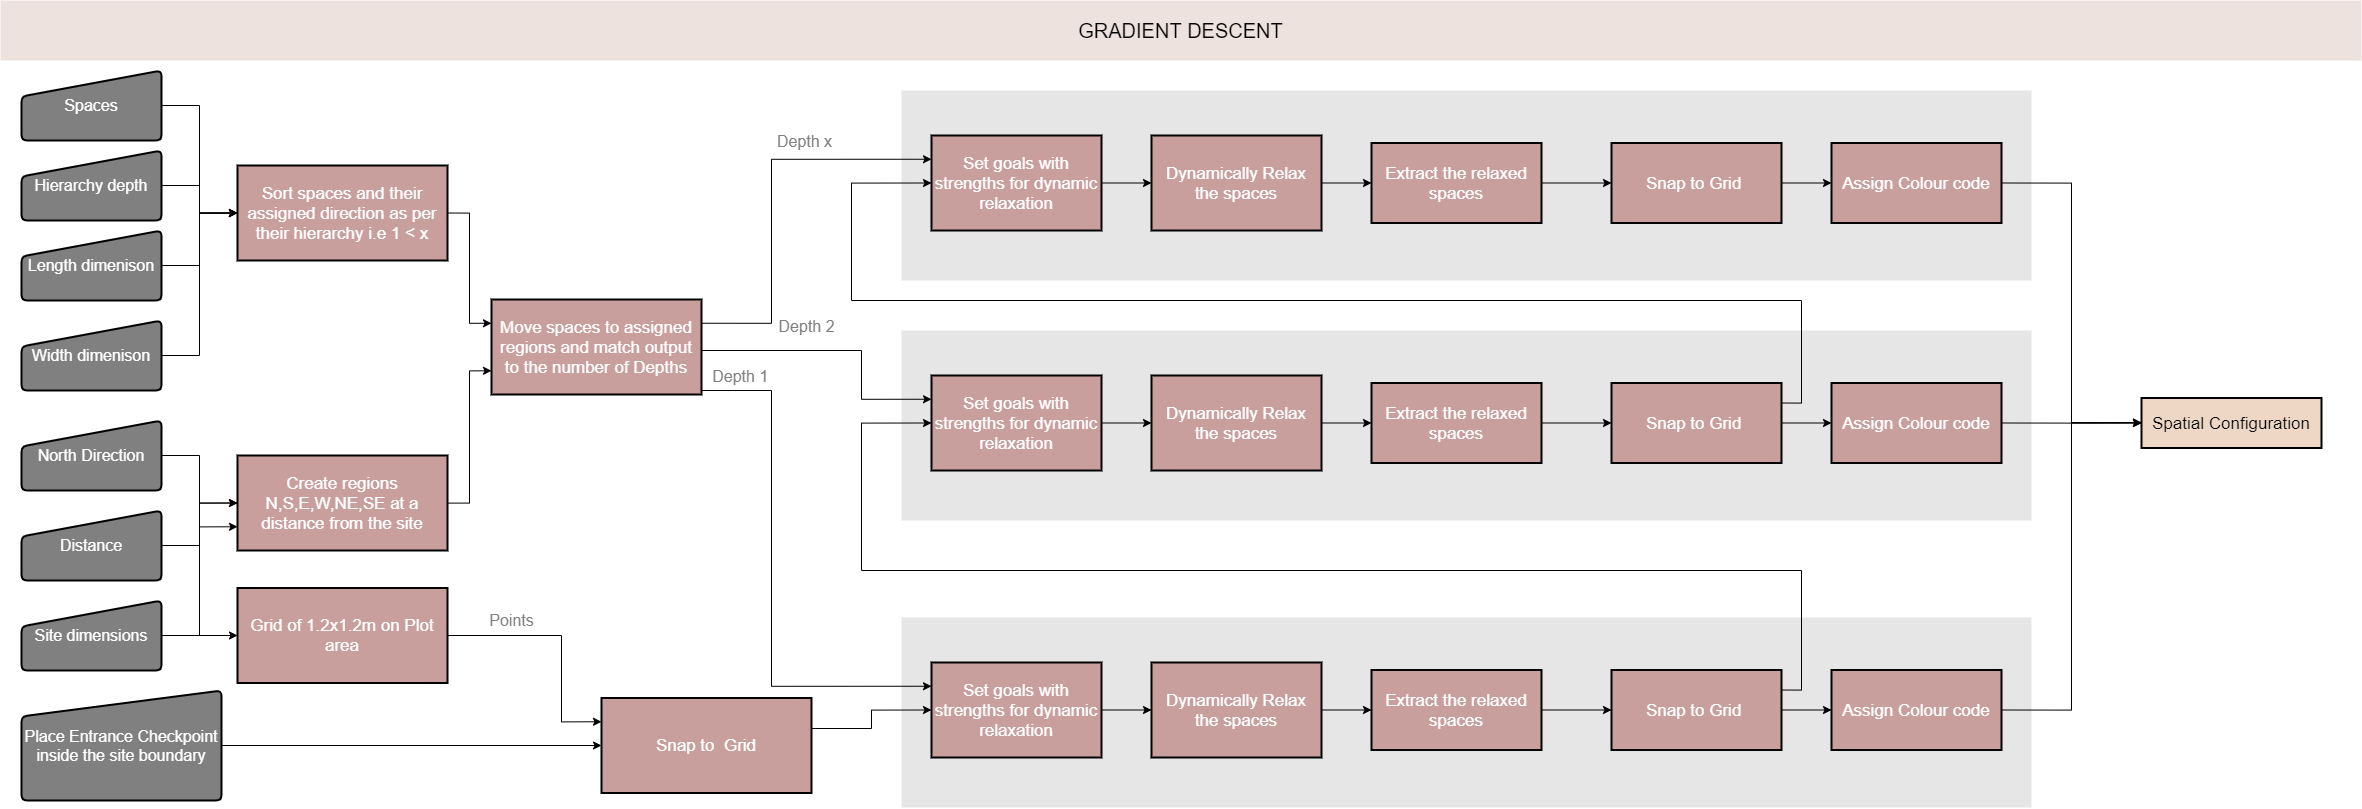 GRADIENT DESCENT
Spaces
Hierarchy depth
Length dimenison
Width dimenison
North Direction
Distance
Site dimensions
Place Entrance Checkpoint
inside the site boundary
Sort spaces and their
assigned direction as per
their hierarchy i.e 1 < x
Create regions
N,S,E,W,NE,SE at a
distance from the site
Grid of 1.2x1.2m on Plot
area
Points
Snap to  Grid
Move spaces to assigned
regions and match output
to the number of Depths
Depth x
Depth 2
Depth 1
Set goals with
strengths for dynamic
relaxation
Dynamically Relax
the spaces
Extract the relaxed
spaces
Snap to Grid
Assign Colour code
Set goals with
strengths for dynamic
relaxation
Dynamically Relax
the spaces
Extract the relaxed
spaces
Snap to Grid
Assign Colour code
Set goals with
strengths for dynamic
relaxation
Dynamically Relax
the spaces
Extract the relaxed
spaces
Snap to Grid
Assign Colour code
Spatial Configuration